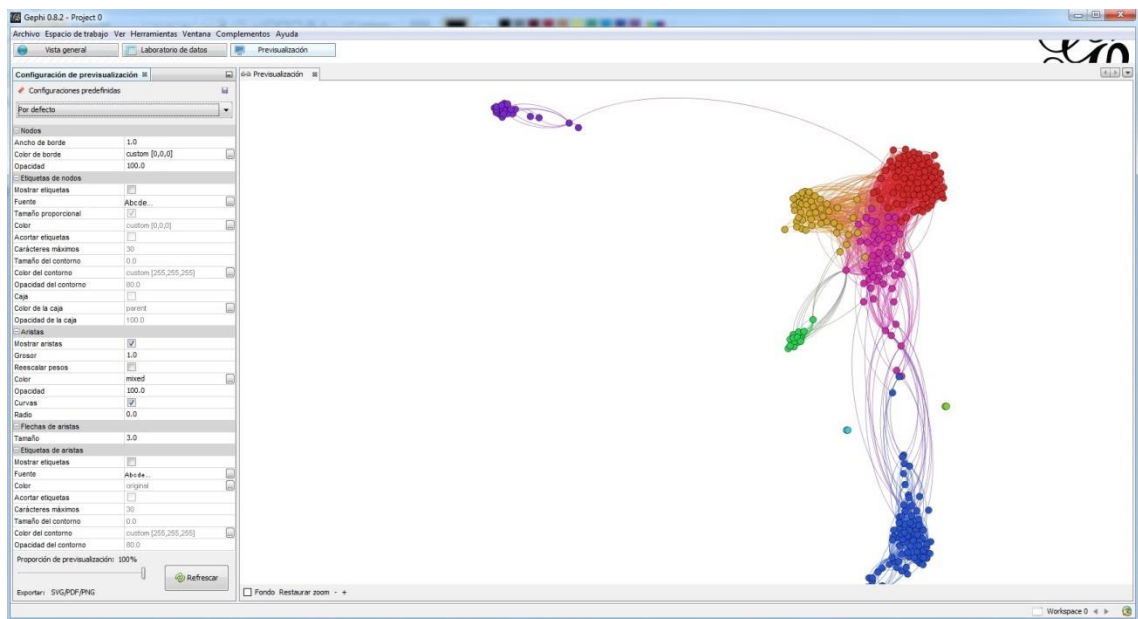 Gephi 0.8.2 - Project 0
Archivo Espacio de trabajo Ver Herramientas Ventana Complementos Ayuda
Vista general Laboratorio de datos Previsualización
Configuración de previsualización
Configuraciones predefinidas
Por defecto
Nodos
Ancho de borde 1.0
Color de borde custom [0,0,0] ...
Opacidad 100.0
Etiquetas de nodos
Mostrar etiquetas
Fuente Abcde... ...
Tamaño proporcional
Color custom [0,0,0] ...
Acortar etiquetas
Carácteres máximos 30
Tamaño del contorno 0.0
Color del contorno custom [255,255,255] ...
Opacidad del contorno 80.0
Caja
Color de la caja parent ...
Opacidad de la caja 100.0
Aristas
Mostrar aristas
Grosor 1.0
Reescalar pesos
Color mixed ...
Opacidad 100.0
Curvas
Radio 0.0
Flechas de aristas
Tamaño 3.0
Etiquetas de aristas
Mostrar etiquetas
Fuente Abcde... ...
Color original ...
Acortar etiquetas
Carácteres máximos 30
Tamaño del contorno 0.0
Color del contorno custom [255,255,255] ...
Opacidad del contorno 80.0
Proporción de previsualización: 100%
Refrescar
Exportar: SVG/PDF/PNG
Previsualización
Fondo Restaurar zoom - +
Workspace 0